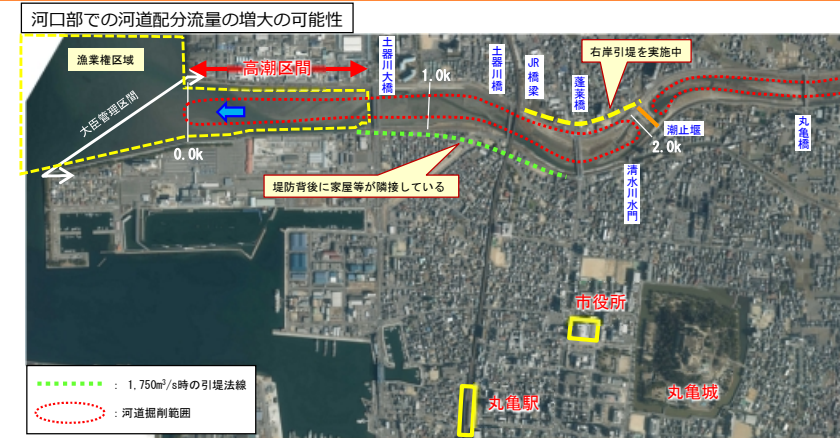 河口部での河道配分流量の増大の可能性
漁業権区域
高潮区間
土器川大橋
1.0k
土器川橋
JR橋梁
蓬莱橋
右岸引堤を実施中
大臣管理区間
0.0k
潮止堰
2.0k
丸亀橋
堤防背後に家屋等が隣接している
清水川水門
市役所
丸亀駅
丸亀城
： 1,750m³/s時の引堤法線
：河道掘削範囲